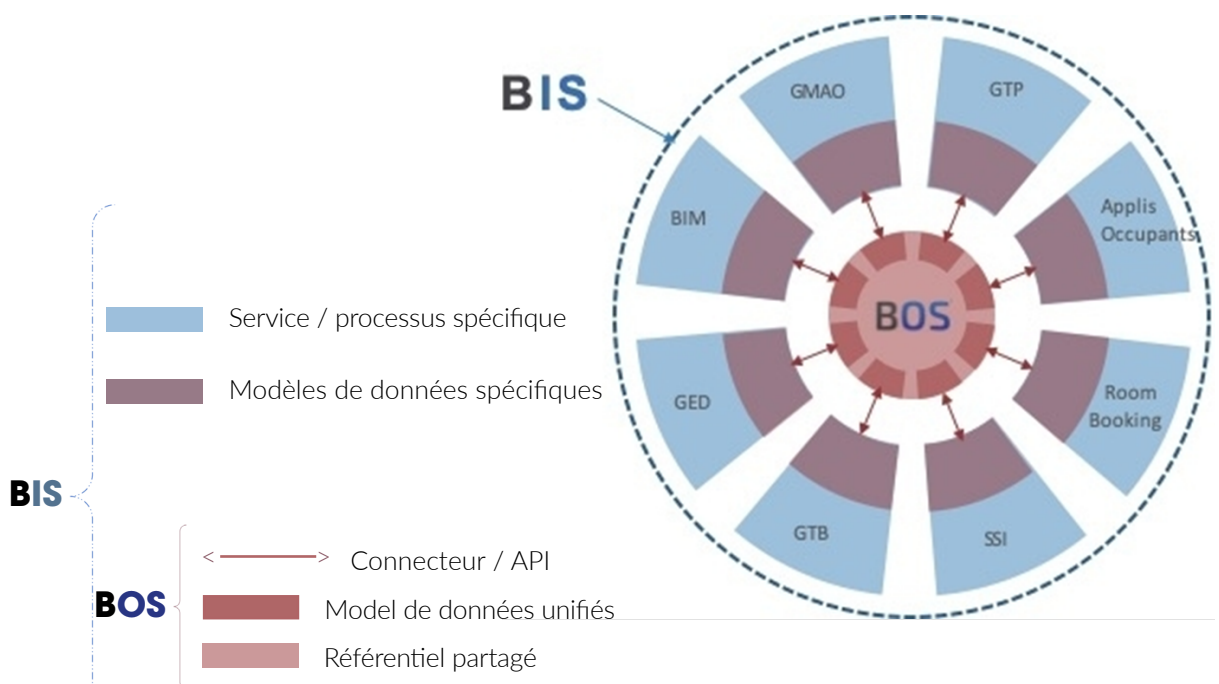 BIS
GMAO
GTP
BIM
Applis
Occupants
Service / processus spécifique
BOS
Modèles de données spécifiques
GED
Room
Booking
BIS
GTB
SSI
Connecteur / API
BOS
Model de données unifiés
Référentiel partagé